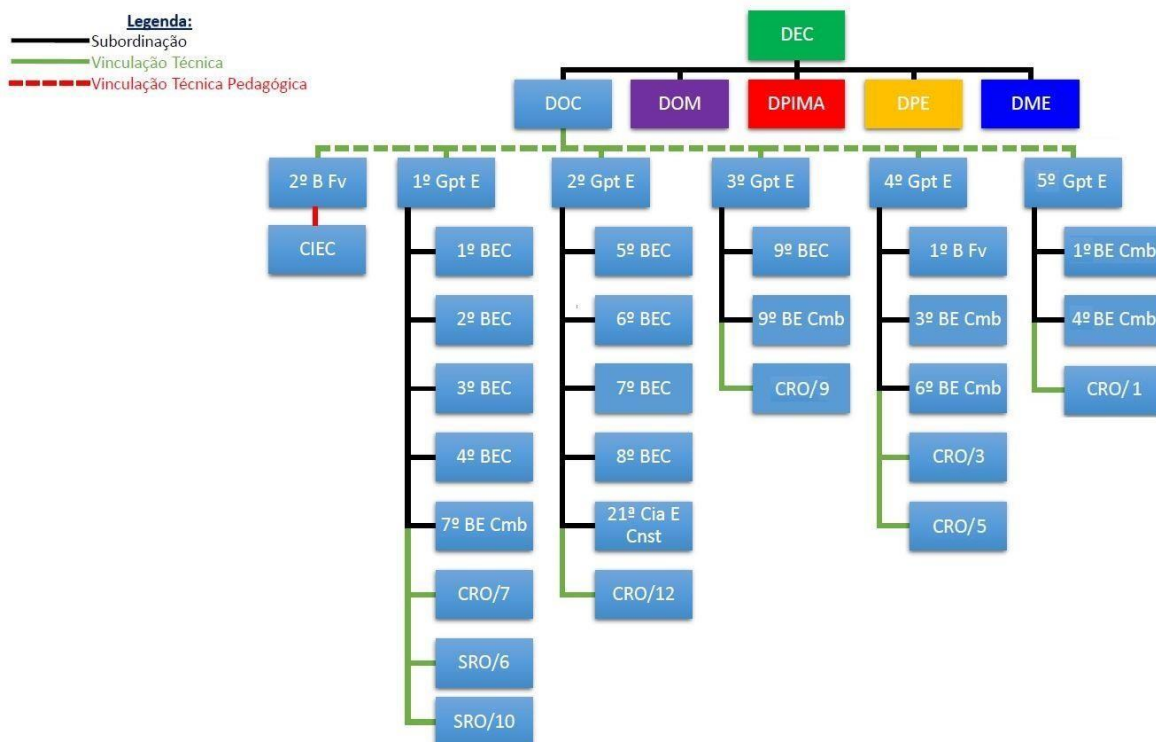 Legenda:
Subordinação
Vinculação Técnica
Vinculação Técnica Pedagógica
DEC
DOC
DOM
DPIMA
DPE
DME
2º B Fv
1º Gpt E
2º Gpt E
3º Gpt E
4º Gpt E
5º Gpt E
CIEC
1º BEC
2º BEC
3º BEC
4º BEC
7º BE Cmb
CRO/7
SRO/6
SRO/10
5º BEC
6º BEC
7º BEC
8º BEC
21ª Cia E
Cnst
CRO/12
9º BEC
9º BE Cmb
CRO/9
1º B Fv
3º BE Cmb
6º BE Cmb
CRO/3
CRO/5
1º BE Cmb
4º BE Cmb
CRO/1